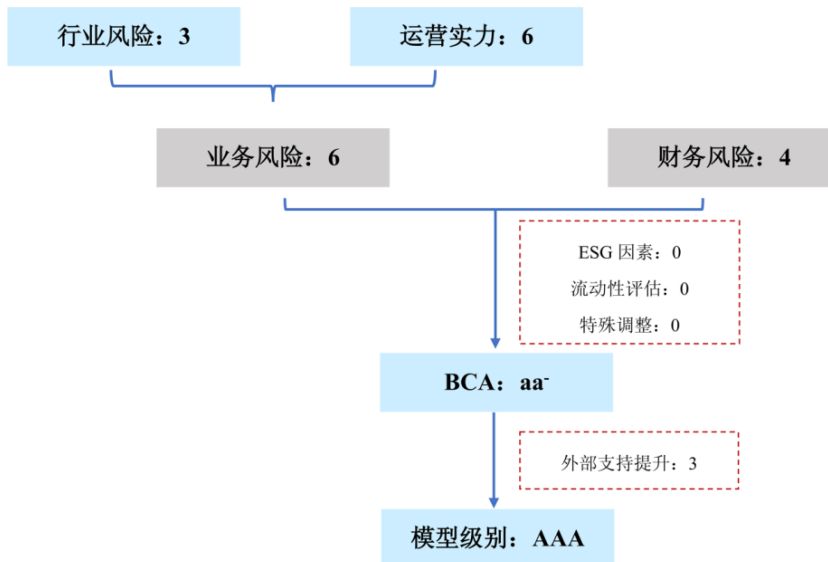 行业风险：3
运营实力：6
业务风险：6
财务风险：4
ESG 因素：0
流动性评估：0
特殊调整：0
BCA：aa-
外部支持提升：3
模型级别：AAA